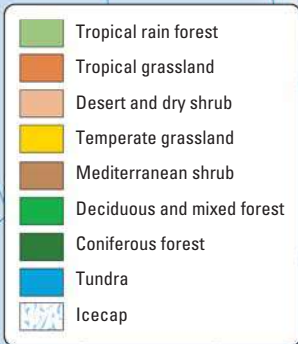 Tropical rain forest
Tropical grassland
Desert and dry shrub
Temperate grassland
Mediterranean shrub
Deciduous and mixed forest
Coniferous forest
Tundra
Icecap